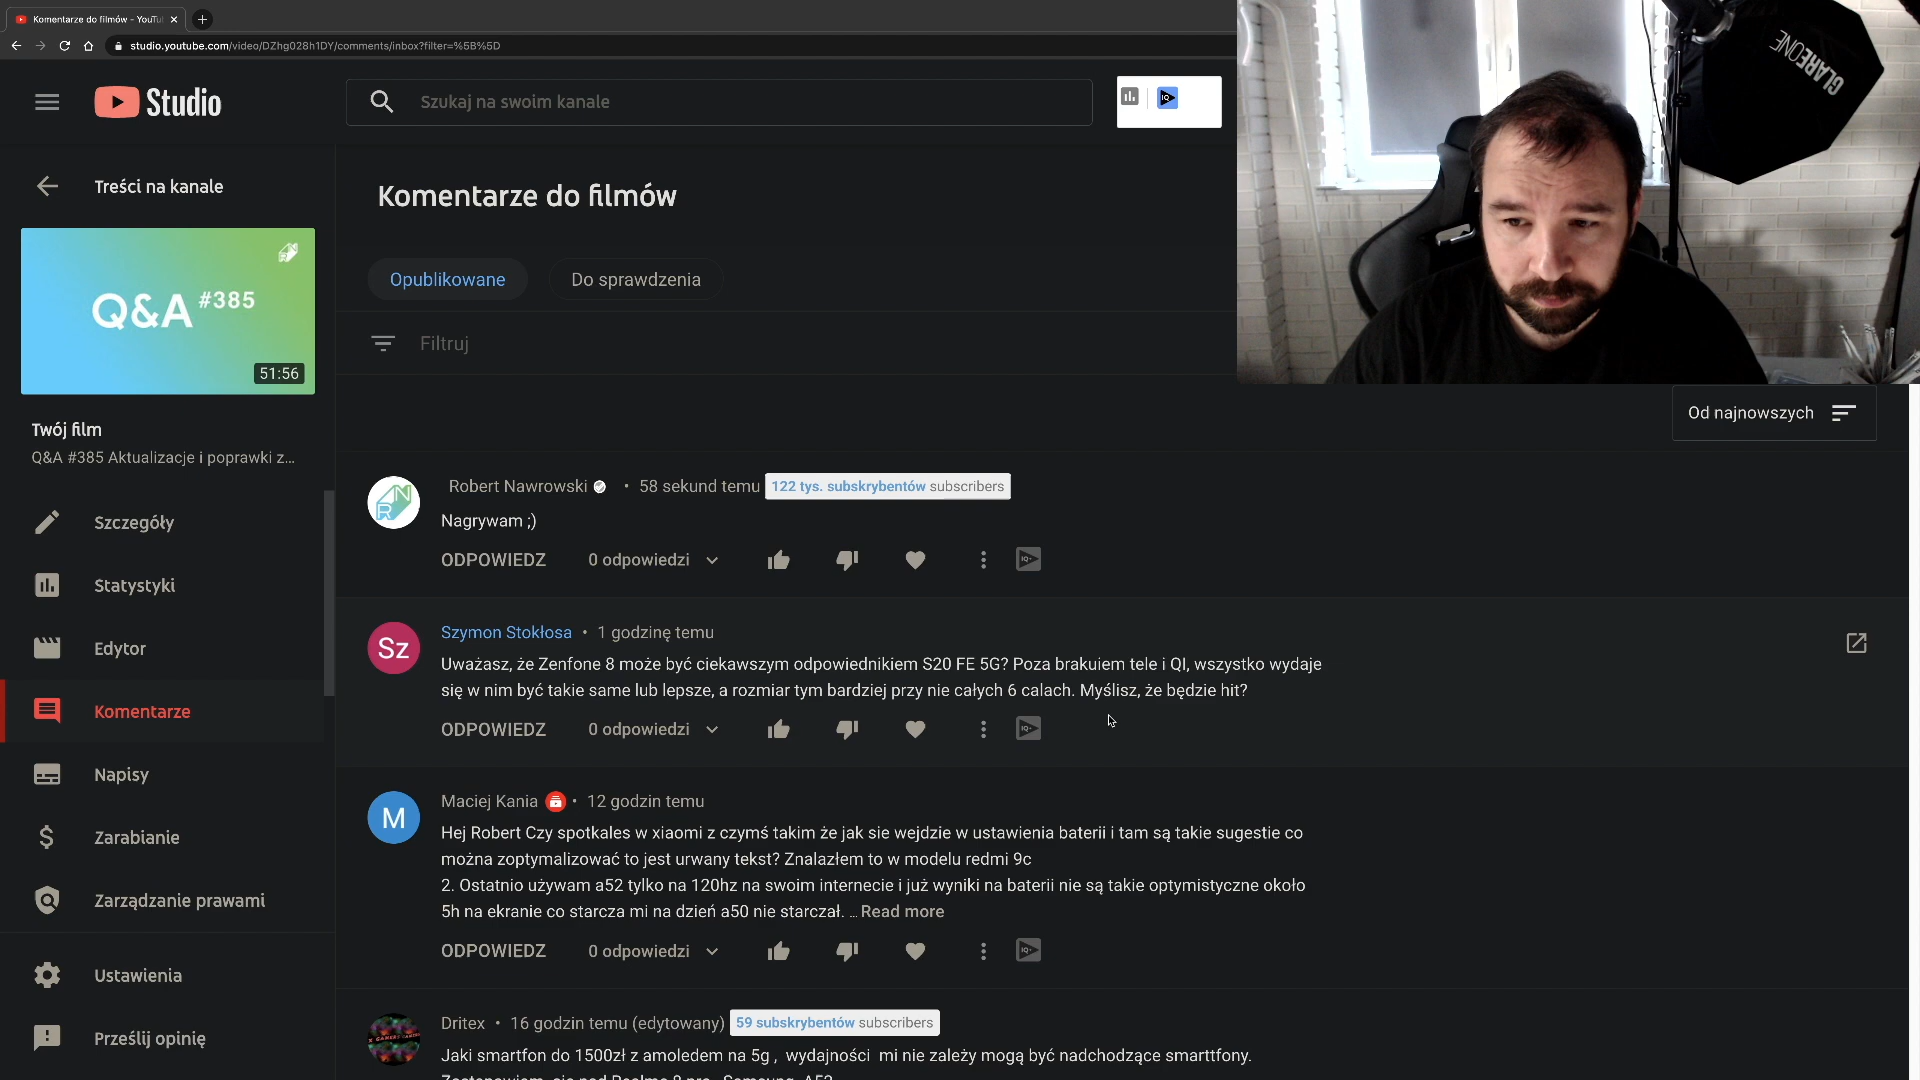 Komentarze do filmów - YouTu
studio.youtube.com/video/DZhg028h1DY/comments/inbox?filter=%5B%5D
Studio
Szukaj na swoim kanale
IQ
GLAREONE
Treści na kanale
Komentarze do filmów
Q&A #385
51:56
Opublikowane
Do sprawdzenia
Filtruj
Twój film
Q&A #385 Aktualizacje i poprawki z...
Od najnowszych
Szczegóły
Statystyki
Edytor
Komentarze
Napisy
Zarabianie
Zarządzanie prawami
Ustawienia
Prześlij opinię
Robert Nawrowski • 58 sekund temu 122 tys. subskrybentów subscribers
Nagrywam ;)
ODPOWIEDZ 0 odpowiedzi
Sz
Szymon Stokłosa • 1 godzinę temu
Uważasz, że Zenfone 8 może być ciekawszym odpowiednikiem S20 FE 5G? Poza brakuiem tele i QI, wszystko wydaje
się w nim być takie same lub lepsze, a rozmiar tym bardziej przy nie całych 6 calach. Myślisz, że będzie hit?
ODPOWIEDZ 0 odpowiedzi
M
Maciej Kania • 12 godzin temu
Hej Robert Czy spotkales w xiaomi z czymś takim że jak sie wejdzie w ustawienia baterii i tam są takie sugestie co
można zoptymalizować to jest urwany tekst? Znalazłem to w modelu redmi 9c
2. Ostatnio używam a52 tylko na 120hz na swoim internecie i już wyniki na baterii nie są takie optymistyczne około
5h na ekranie co starcza mi na dzień a50 nie starczał. ... Read more
ODPOWIEDZ 0 odpowiedzi
Dritex • 16 godzin temu (edytowany) 59 subskrybentów subscribers
Jaki smartfon do 1500zł z amoledem na 5g , wydajności mi nie zależy mogą być nadchodzące smarttfony.